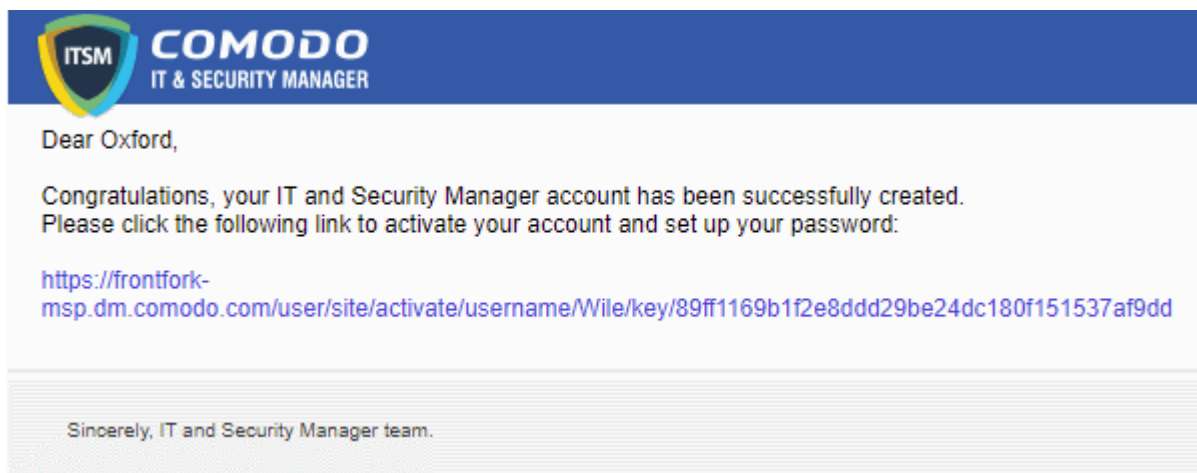 ITSM
COMODO
IT & SECURITY MANAGER
Dear Oxford,
Congratulations, your IT and Security Manager account has been successfully created.
Please click the following link to activate your account and set up your password:
https://frontfork-
msp.dm.comodo.com/user/site/activate/username/Wile/key/89ff1169b1f2e8ddd29be24dc180f151537af9dd
Sincerely, IT and Security Manager team.